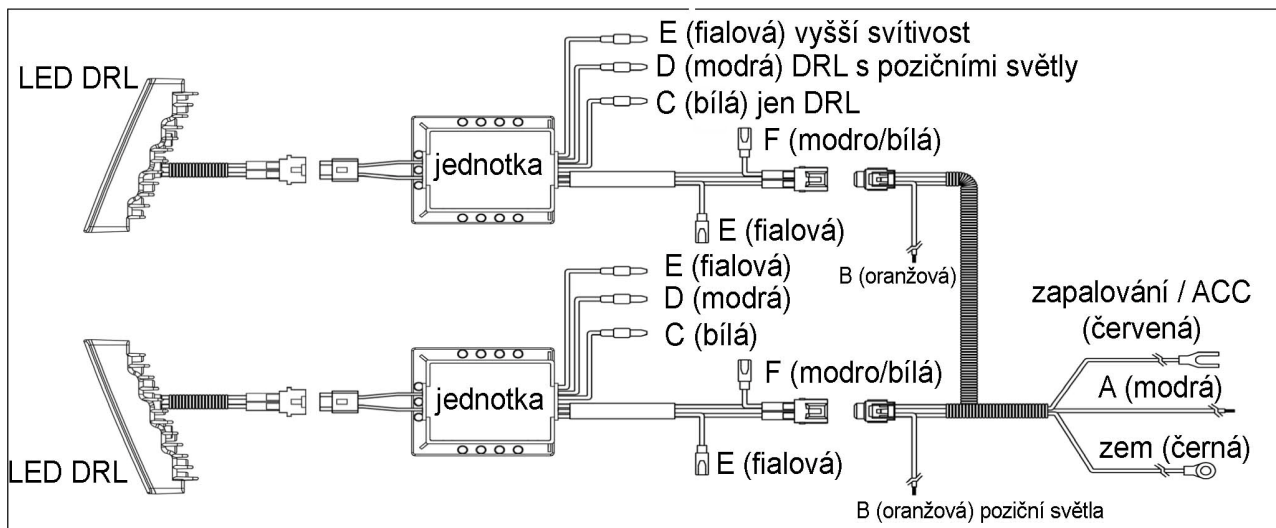 E (fialová) vyšší svítivost
LED DRL
D (modrá) DRL s pozičními světly
C (bílá) jen DRL
F (modro/bílá)
jednotka
E (fialová)
B (oranžová)
E (fialová)
D (modrá)
C (bílá)
zapalování / ACC
(červená)
F (modro/bílá)
A (modrá)
jednotka
zem (černá)
LED DRL
E (fialová)
B (oranžová) poziční světla